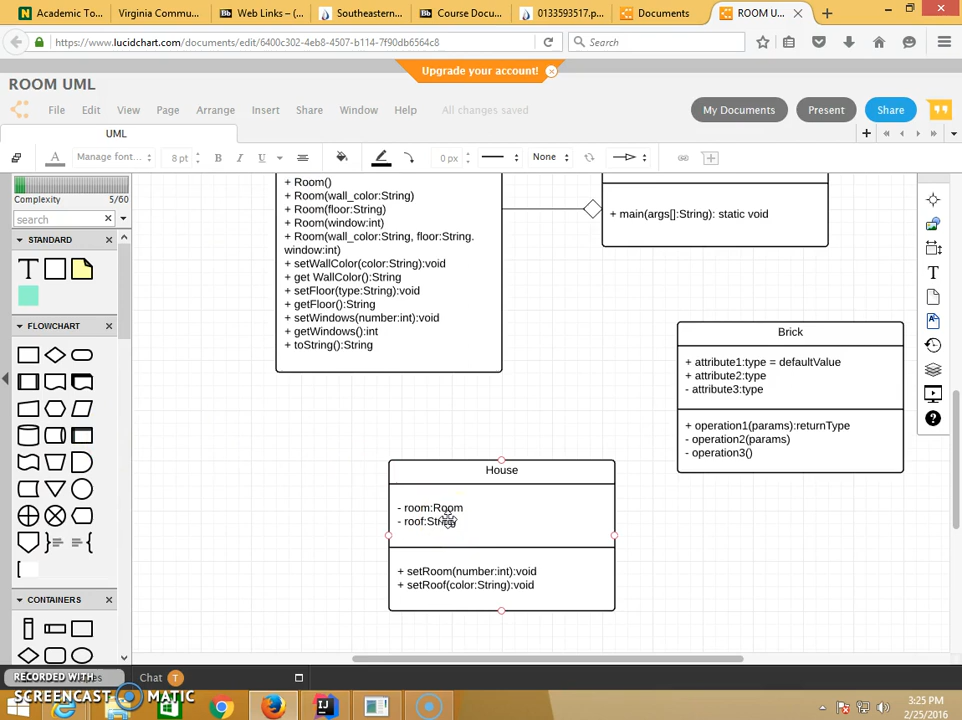 Academic To...
Virginia Commu...
Bb
Web Links – (...
Southeastern...
Bb
Course Docu...
0133593517.p...
Documents
ROOM UML
https://www.lucidchart.com/documents/edit/6400c302-4eb8-4507-b114-7f90db6564c8
Search
Upgrade your account!
ROOM UML
File Edit View Page Arrange Insert Share Window Help All changes saved
My Documents Present Share
UML
Manage font... 8 pt B I U 0 px None
Complexity 5/60
search
STANDARD
T
FLOWCHART
CONTAINERS
+ Room()
+ Room(wall_color:String)
+ Room(floor:String)
+ Room(window:int)
+ Room(wall_color:String, floor:String.
window:int)
+ setWallColor(color:String):void
+ get WallColor():String
+ setFloor(type:String):void
+ getFloor():String
+ setWindows(number:int):void
+ getWindows():int
+ toString():String
+ main(args[]:String): static void
Brick
+ attribute1:type = defaultValue
+ attribute2:type
- attribute3:type
+ operation1(params):returnType
- operation2(params)
- operation3()
House
- room:Room
+ setRoom(number:int):void
+ setRoof(color:String):void
Chat T
RECORDED WITH
SCREENCAST MATIC
3:25 PM
2/25/2016